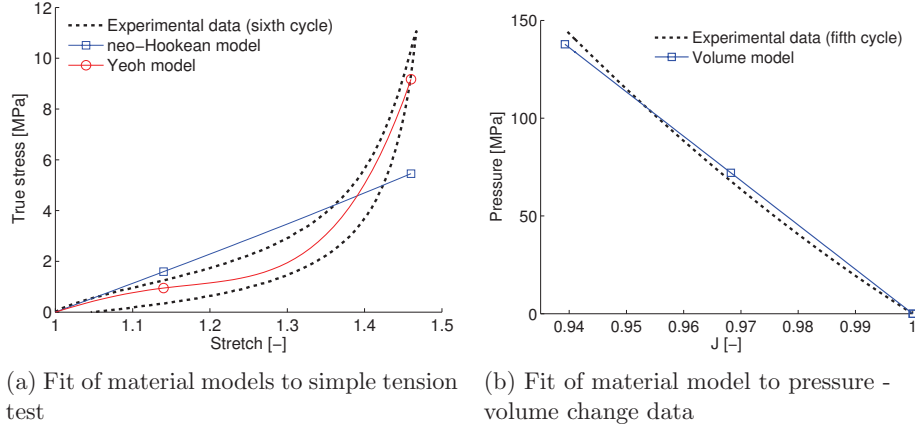 12
10
8
6
4
2
0
True stress [MPa]
1
1.1
1.2
1.3
1.4
1.5
Stretch [−]
Experimental data (sixth cycle)
neo−Hookean model
Yeoh model
150
100
50
0
Pressure [MPa]
0.94
0.95
0.96
0.97
0.98
0.99
1
J [−]
Experimental data (fifth cycle)
Volume model
(a) Fit of material models to simple tension
test
(b) Fit of material model to pressure -
volume change data